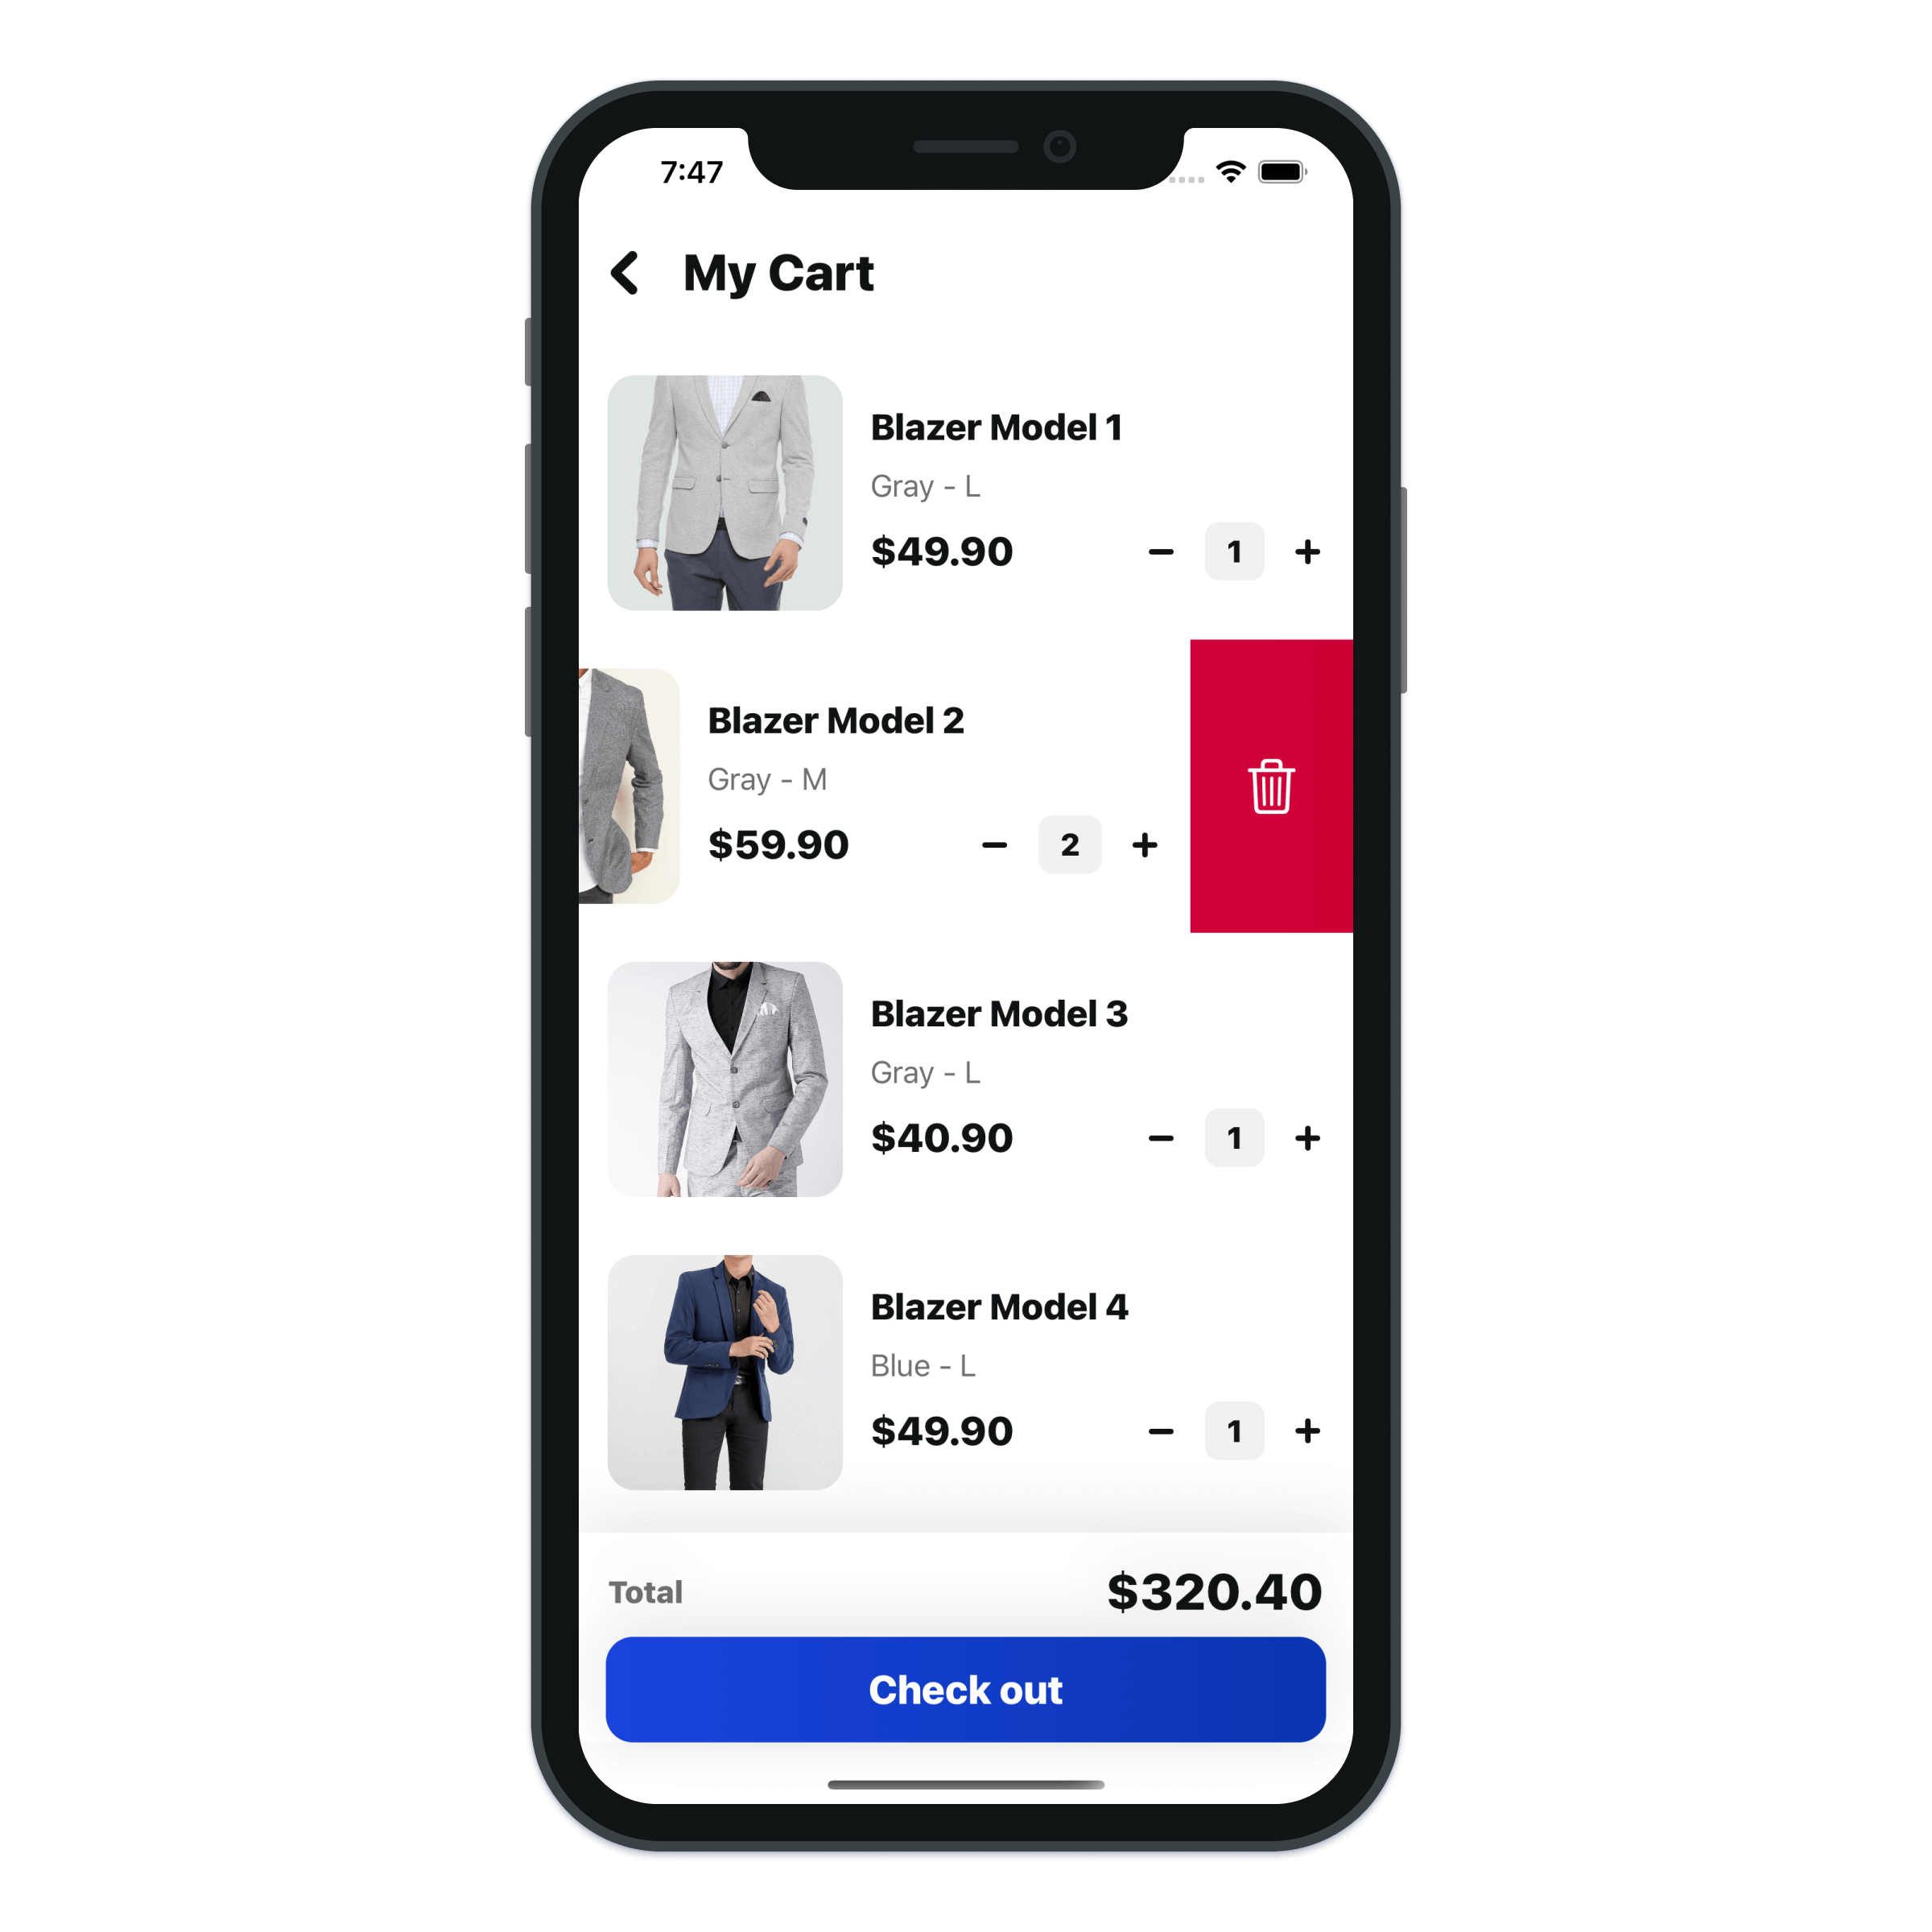 7:47
My Cart
Blazer Model 1
Gray - L
$49.90
1
Blazer Model 2
Gray - M
$59.90
2
Blazer Model 3
Gray - L
$40.90
1
Blazer Model 4
Blue - L
$49.90
1
Total
$320.40
Check out